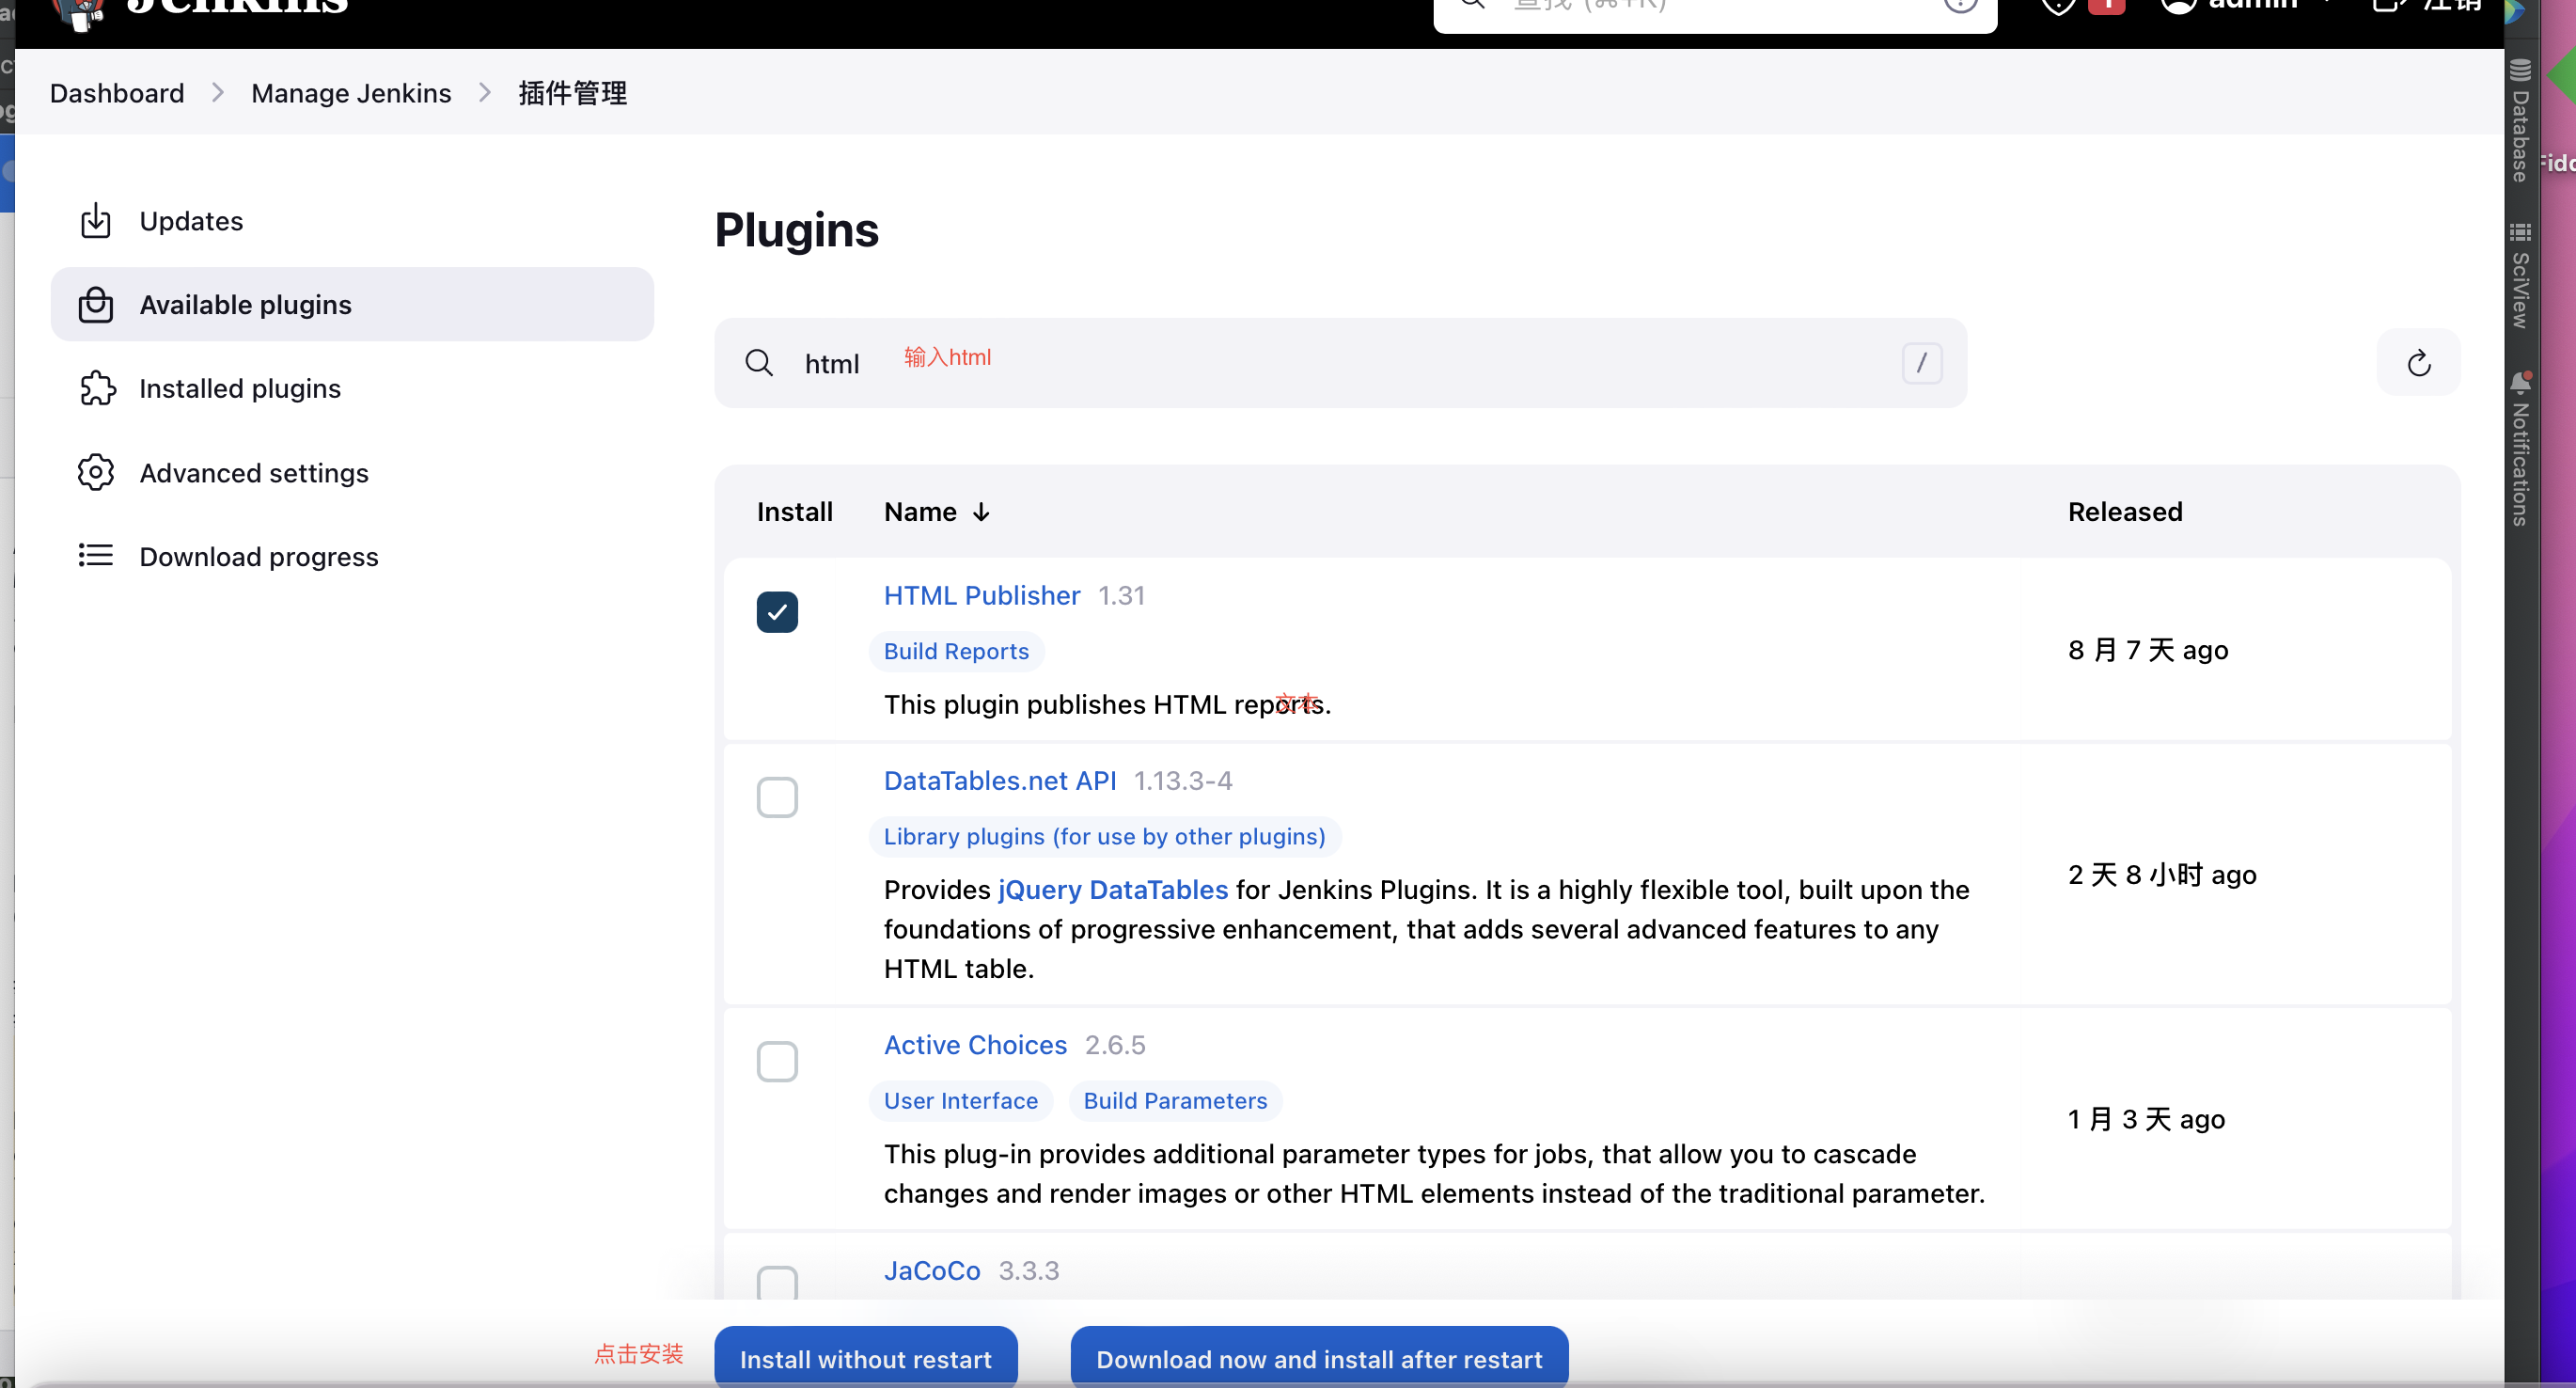 Jenkins
查找 (⌘+K)
1
admin
注销
Dashboard
Manage Jenkins
插件管理
Updates
Available plugins
Installed plugins
Advanced settings
Download progress
Plugins
html
输入html
/
Install Name Released
HTML Publisher 1.31
Build Reports
This plugin publishes HTML reports.
文本
8 月 7 天 ago
DataTables.net API 1.13.3-4
Library plugins (for use by other plugins)
Provides jQuery DataTables for Jenkins Plugins. It is a highly flexible tool, built upon the
foundations of progressive enhancement, that adds several advanced features to any
HTML table.
2 天 8 小时 ago
Active Choices 2.6.5
User Interface Build Parameters
This plug-in provides additional parameter types for jobs, that allow you to cascade
changes and render images or other HTML elements instead of the traditional parameter.
1 月 3 天 ago
JaCoCo 3.3.3
点击安装
Install without restart
Download now and install after restart
Database
SciView
Notifications